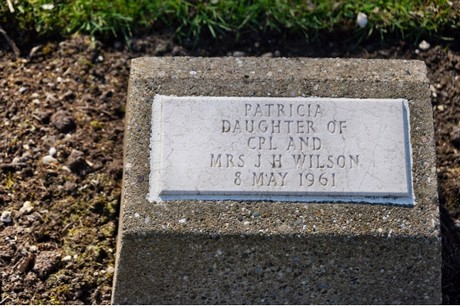 PATRICIA
DAUGHTER OF
CPL AND
MRS J H WILSON
8 MAY 1961